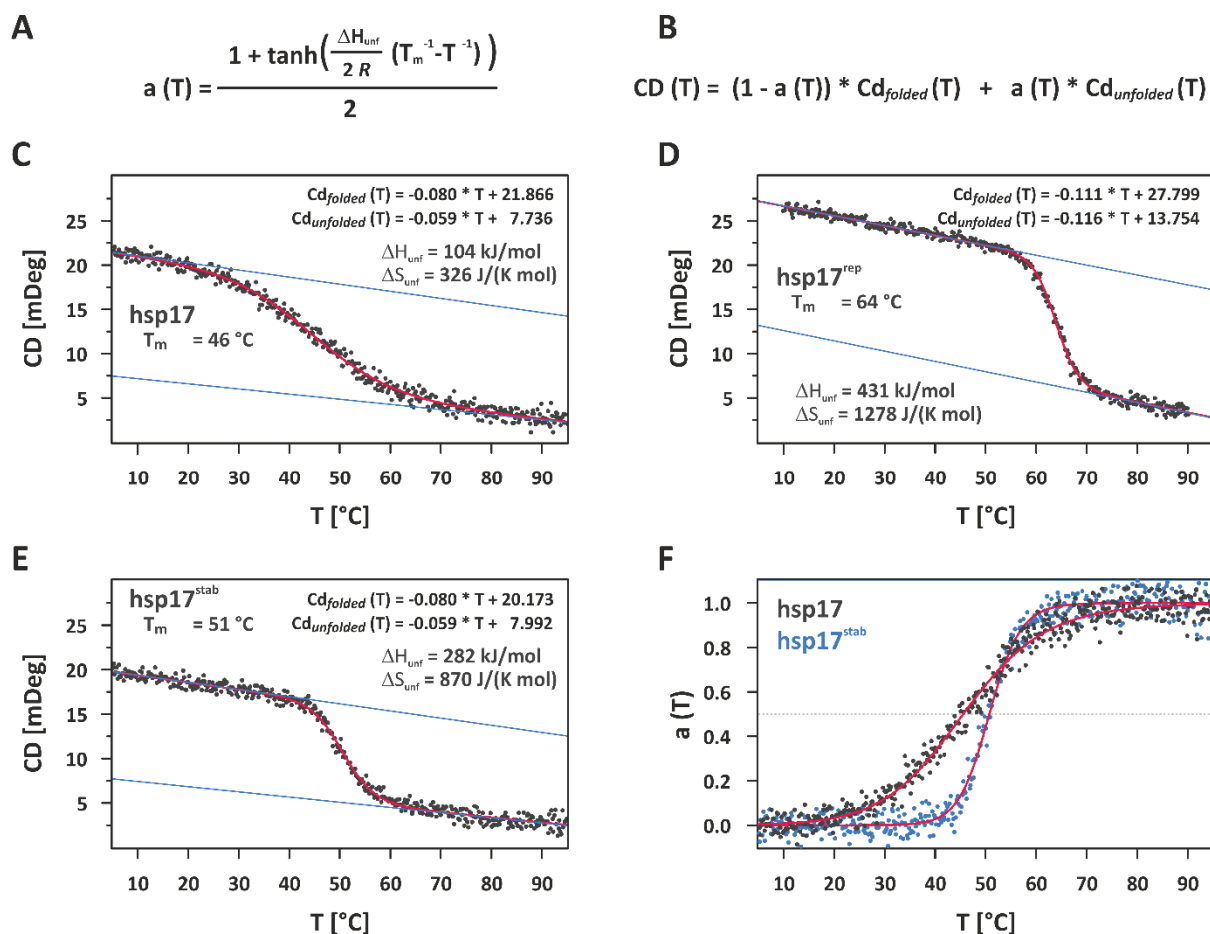 A
a (T) = 1 + tanh( ΔHunf / 2 R (Tm⁻¹-T⁻¹) ) / 2
B
CD (T) = (1 - a (T)) * Cdfolded (T) + a (T) * Cdunfolded (T)
C
Cdfolded (T) = -0.080 * T + 21.866
Cdunfolded (T) = -0.059 * T + 7.736
ΔHunf = 104 kJ/mol
ΔSunf = 326 J/(K mol)
hsp17
Tm = 46 °C
CD [mDeg]
25
20
15
10
5
10 20 30 40 50 60 70 80 90
T [°C]
D
Cdfolded (T) = -0.111 * T + 27.799
Cdunfolded (T) = -0.116 * T + 13.754
hsp17rep
Tm = 64 °C
ΔHunf = 431 kJ/mol
ΔSunf = 1278 J/(K mol)
CD [mDeg]
25
20
15
10
5
10 20 30 40 50 60 70 80 90
T [°C]
E
hsp17stab
Tm = 51 °C
Cdfolded (T) = -0.080 * T + 20.173
Cdunfolded (T) = -0.059 * T + 7.992
ΔHunf = 282 kJ/mol
ΔSunf = 870 J/(K mol)
CD [mDeg]
25
20
15
10
5
10 20 30 40 50 60 70 80 90
T [°C]
F
hsp17
hsp17stab
a (T)
1.0
0.8
0.6
0.4
0.2
0.0
10 20 30 40 50 60 70 80 90
T [°C]